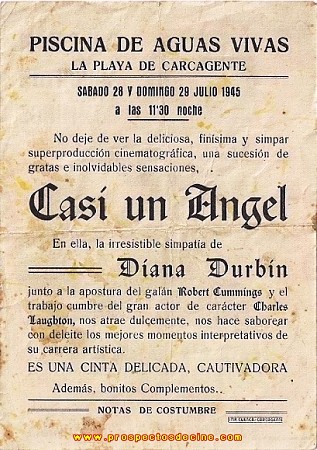 PISCINA DE AGUAS VIVAS
LA PLAYA DE CARCAGENTE
SABADO 28 Y DOMINGO 29 JULIO 1945
a las 11'30 noche
No deje de ver la deliciosa, finísima y simpar
superproducción cinematográfica, una sucesión de
gratas e inolvidables sensaciones,
Casi un Angel
En ella, la irresistible simpatía de
Diana Durbin
junto a la apostura del galán Robert Cummings y el
trabajo cumbre del gran actor de carácter Charles
Laughton, nos atrae dulcemente, nos hace saborear
con deleite los mejores momentos interpretativos de
su carrera artística.
ES UNA CINTA DELICADA, CAUTIVADORA
Además, bonitos Complementos..
NOTAS DE COSTUMBRE
CARCAGENTE
www.prospectosdecine.com